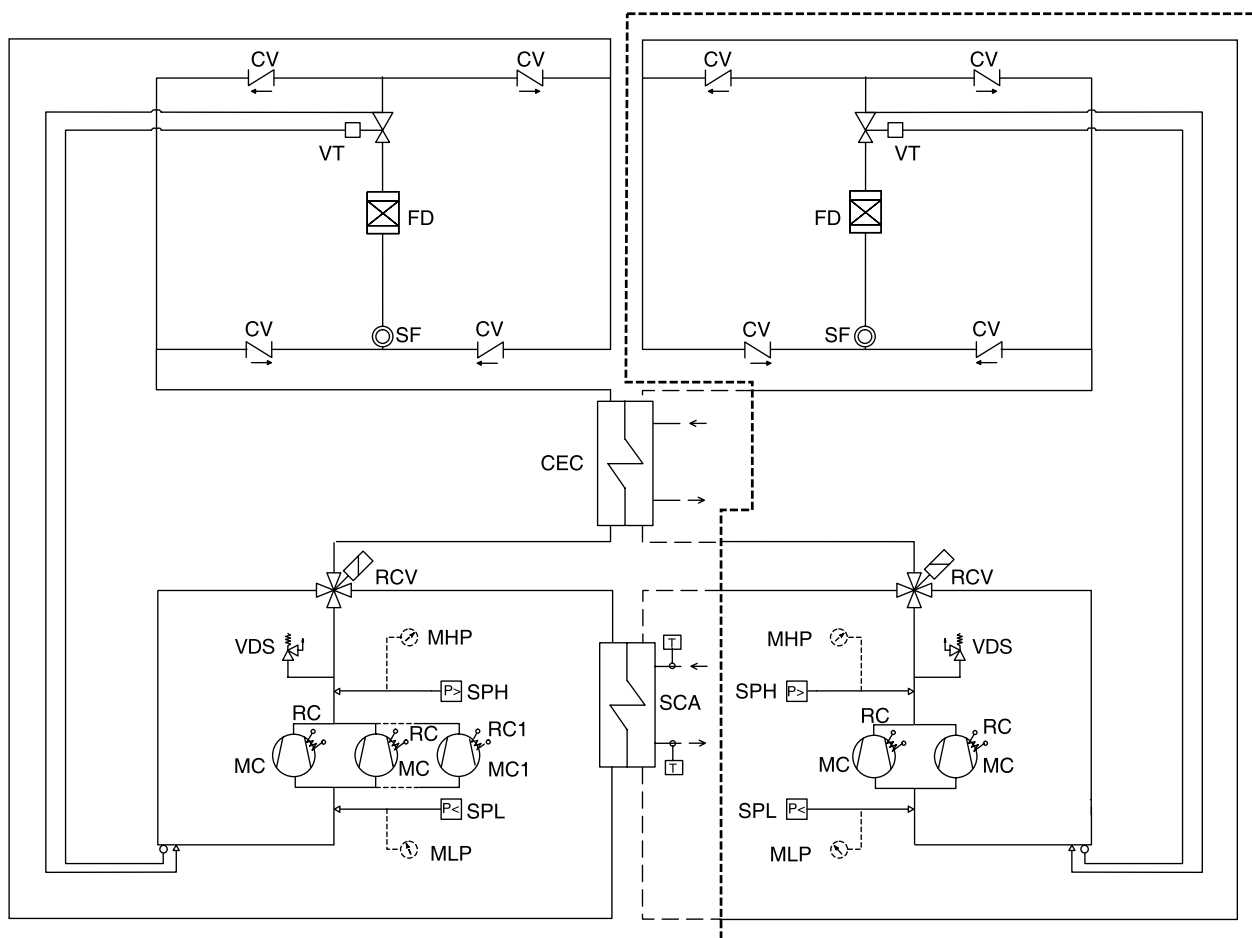 CV
CV
CV
CV
VT
VT
FD
FD
CV
SF
CV
CV
SF
CV
CEC
RCV
RCV
VDS
MHP
MHP
VDS
T
P> SPH
SPH P>
SCA
RC
RC
RC1
RC
RC
MC
MC
MC1
MC
MC
T
P< SPL
SPL P<
MLP
MLP